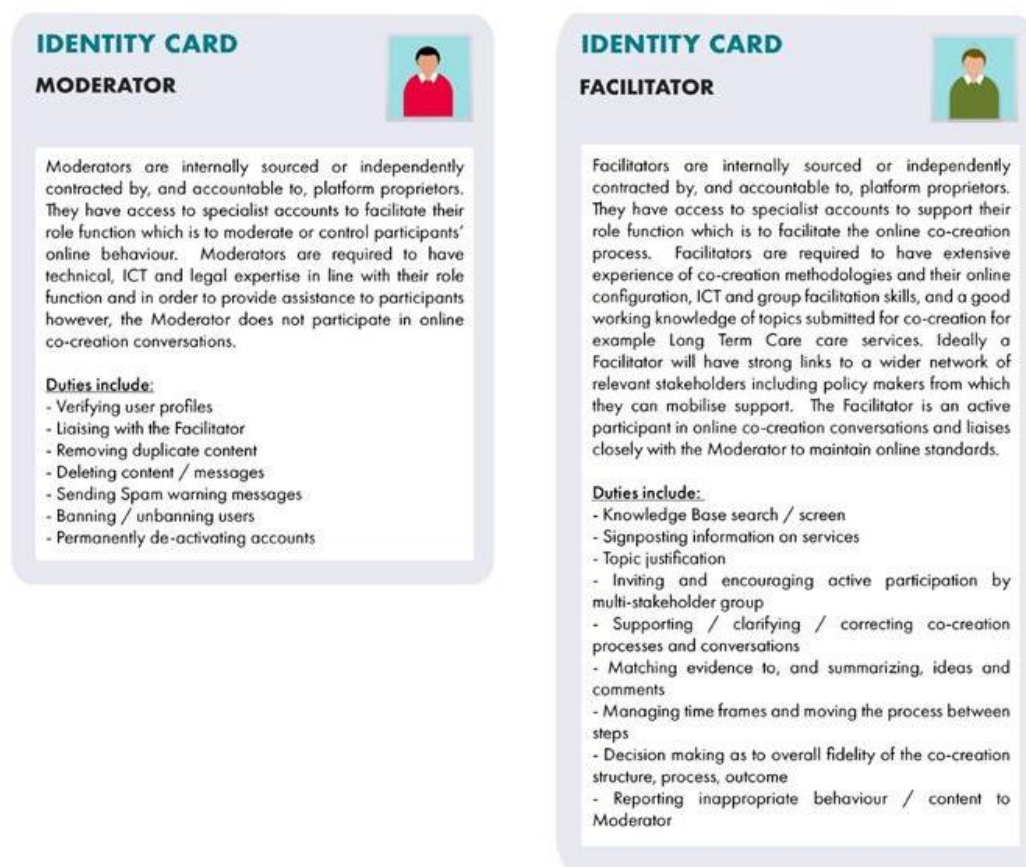 IDENTITY CARD
MODERATOR
Moderators are internally sourced or independently
contracted by, and accountable to, platform proprietors.
They have access to specialist accounts to facilitate their
role function which is to moderate or control participants'
online behaviour. Moderators are required to have
technical, ICT and legal expertise in line with their role
function and in order to provide assistance to participants
however, the Moderator does not participate in online
co-creation conversations.
Duties include:
- Verifying user profiles
- Liaising with the Facilitator
- Removing duplicate content
- Deleting content / messages
- Sending Spam warning messages
- Banning / unbanning users
- Permanently de-activating accounts
IDENTITY CARD
FACILITATOR
Facilitators are internally sourced or independently
contracted by, and accountable to, platform proprietors.
They have access to specialist accounts to support their
role function which is to facilitate the online co-creation
process. Facilitators are required to have extensive
experience of co-creation methodologies and their online
configuration, ICT and group facilitation skills, and a good
working knowledge of topics submitted for co-creation for
example Long Term Care care services. Ideally a
Facilitator will have strong links to a wider network of
relevant stakeholders including policy makers from which
they can mobilise support. The Facilitator is an active
participant in online co-creation conversations and liaises
closely with the Moderator to maintain online standards.
Duties include:
- Knowledge Base search / screen
- Signposting information on services
- Topic justification
- Inviting and encouraging active participation by
multi-stakeholder group
- Supporting / clarifying / correcting co-creation
processes and conversations
- Matching evidence to, and summarizing, ideas and
comments
- Managing time frames and moving the process between
steps
- Decision making as to overall fidelity of the co-creation
structure, process, outcome
- Reporting inappropriate behaviour / content to
Moderator